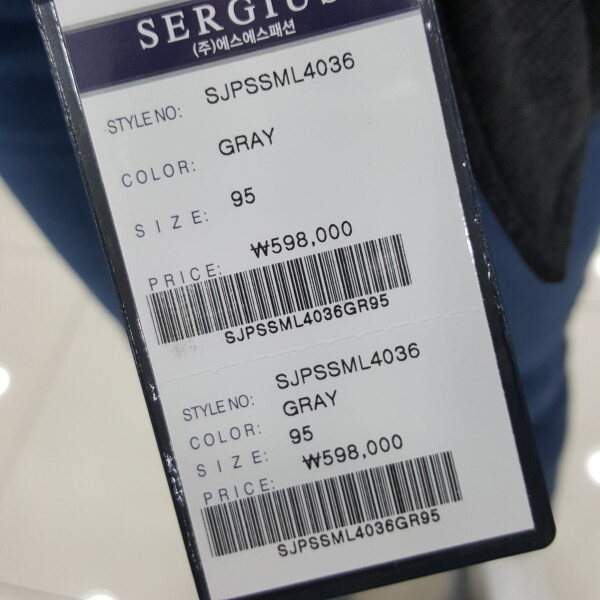 SERGIUS
(주)에스에스패션
STYLE NO: SJPSSML4036
COLOR: GRAY
SIZE: 95
PRICE: ₩598,000
SJPSSML4036GR95
STYLE NO: SJPSSML4036
COLOR: GRAY
SIZE: 95
PRICE: ₩598,000
SJPSSML4036GR95